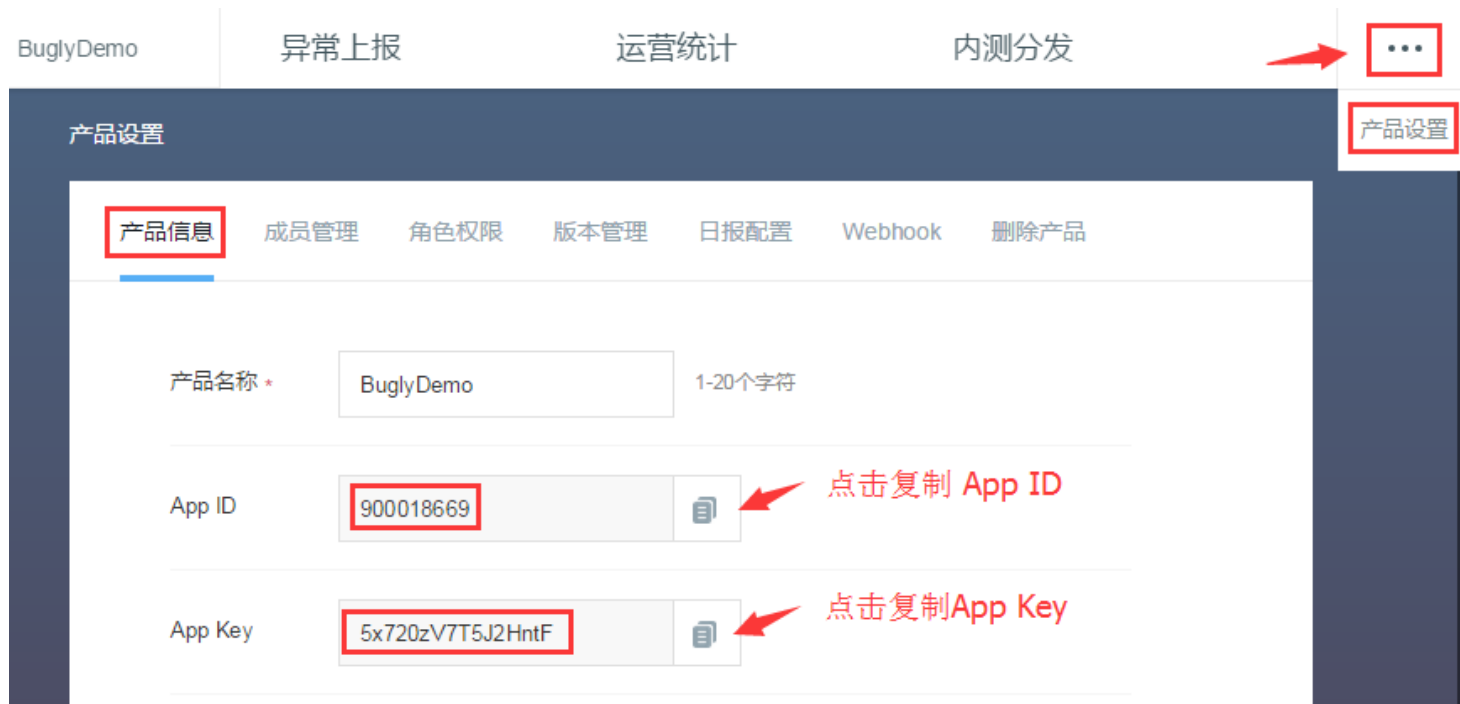 BuglyDemo 异常上报 运营统计 内测分发 •••
产品设置 产品设置
产品信息 成员管理 角色权限 版本管理 日报配置 Webhook 删除产品
产品名称 * BuglyDemo 1-20个字符
App ID 900018669 点击复制 App ID
App Key 5x720zV7T5J2HntF 点击复制App Key